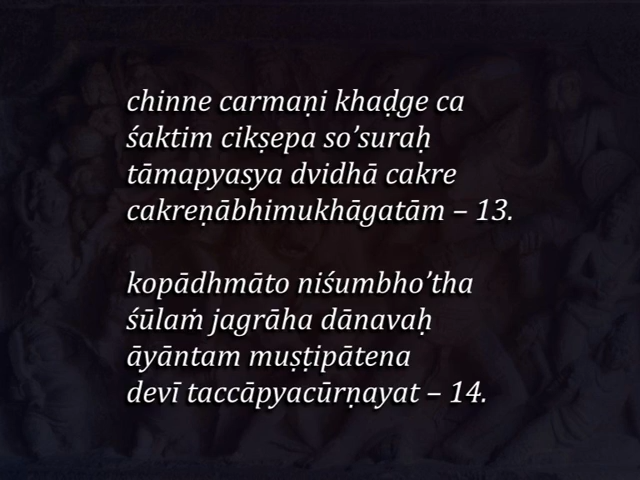 chinne carmaṇi khaḍge ca
śaktim cikṣepa so’suraḥ
tāmapyasya dvidhā cakre
cakreṇābhimukhāgatām – 13.
kopādhmāto niśumbho’tha
śūlaṁ jagrāha dānavaḥ
āyāntam muṣṭipātena
devī taccāpyacūrṇayat – 14.